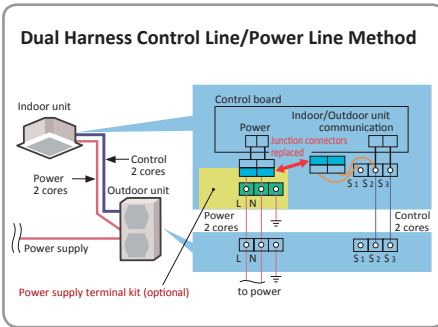 Dual Harness Control Line/Power Line Method
Indoor unit
Control board
Indoor/Outdoor unit
communication
Power
Junction connectors
replaced
Control
2 cores
Power
2 cores
Outdoor unit
S1 S2 S3
L N
Power
2 cores
Control
2 cores
Power supply
L N
S1 S2 S3
Power supply terminal kit (optional)
to power